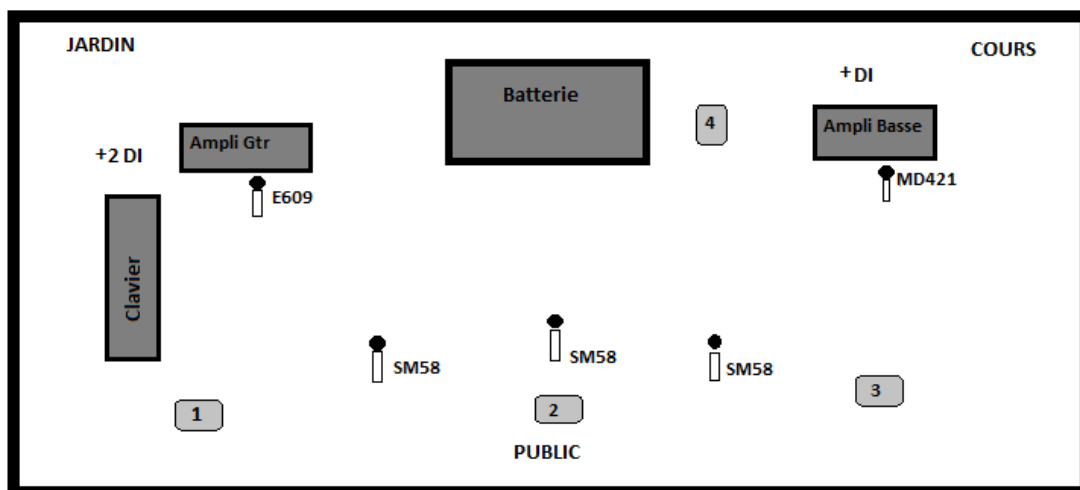 JARDIN
COURS
+DI
Batterie
4
Ampli Basse
Ampli Gtr
+2 DI
E609
MD421
Clavier
SM58
SM58
SM58
1
2
3
PUBLIC